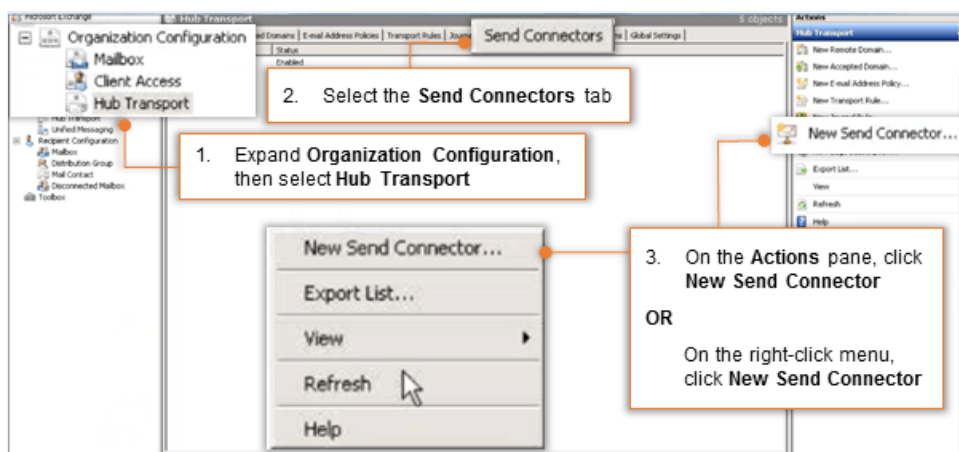 Microsoft Exchange
Hub Transport
5 objects
Actions
Organization Configuration
Mailbox
Client Access
Hub Transport
Domains | E-mail Address Policies | Transport Rules
Send Connectors
Global Settings
Status
Enabled
Hub Transport
New Remote Domain...
New Accepted Domain...
New E-mail Address Policy...
New Transport Rule...
New Send Connector...
2. Select the Send Connectors tab
Hub Transport
Unified Messaging
Recipient Configuration
Mailbox
Distribution Group
Mail Contact
Disconnected Mailbox
Toolbox
1. Expand Organization Configuration,
then select Hub Transport
Export List...
View
Refresh
Help
New Send Connector...
Export List...
View
Refresh
Help
3. On the Actions pane, click
New Send Connector
OR
On the right-click menu,
click New Send Connector